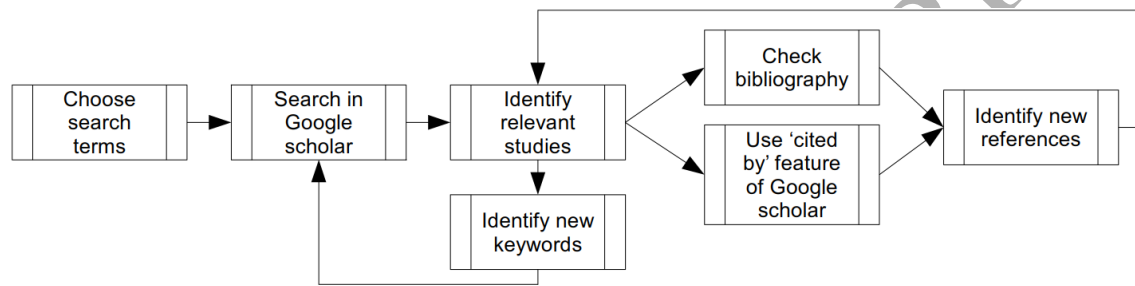 Choose
search
terms
Search in
Google
scholar
Identify
relevant
studies
Identify new
keywords
Check
bibliography
Use ‘cited
by’ feature
of Google
scholar
Identify new
references